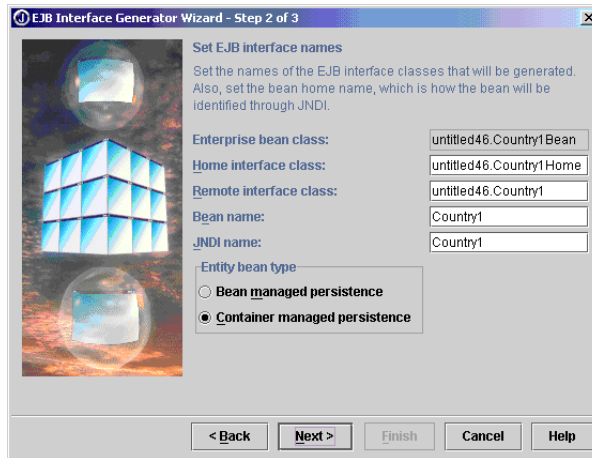 EJB Interface Generator Wizard - Step 2 of 3
Set EJB interface names
Set the names of the EJB interface classes that will be generated.
Also, set the bean home name, which is how the bean will be
identified through JNDI.
Enterprise bean class: untitled46.Country1Bean
Home interface class: untitled46.Country1Home
Remote interface class: untitled46.Country1
Bean name: Country1
JNDI name: Country1
Entity bean type
Bean managed persistence
Container managed persistence
< Back Next > Finish Cancel Help